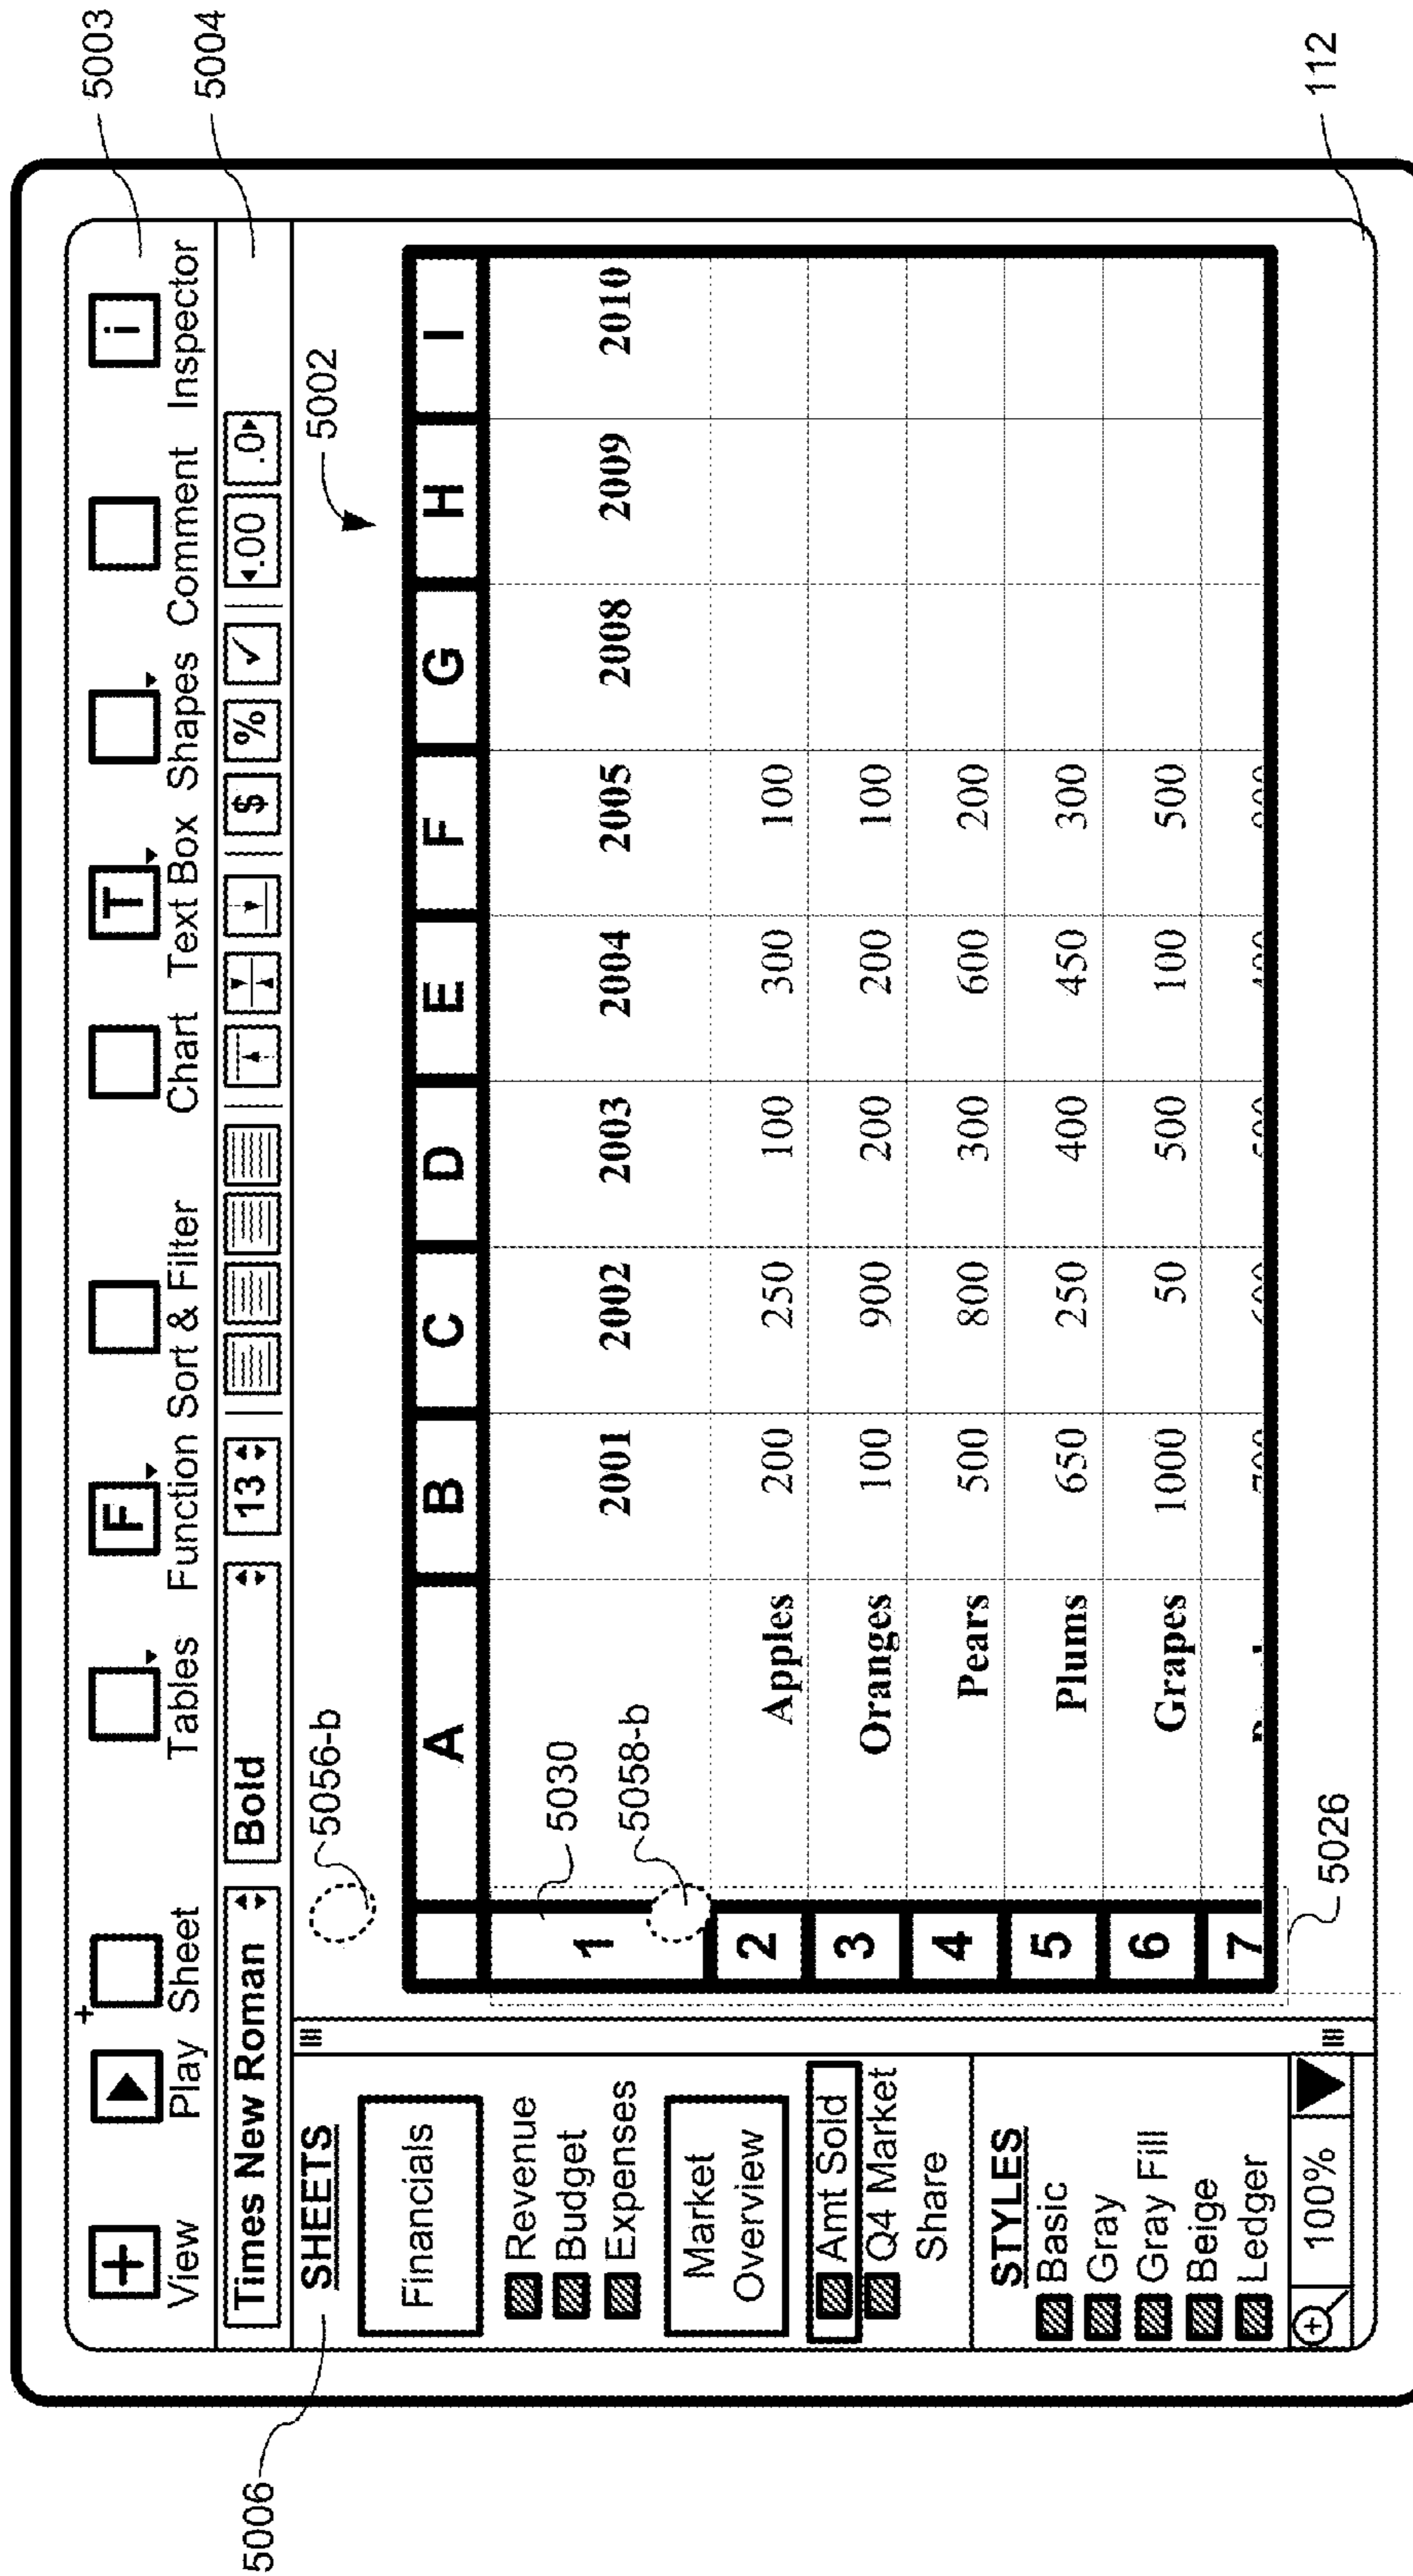 5003
View Play Sheet Tables Function Sort & Filter Chart Text Box Shapes Comment Inspector
F T i
5004
Times New Roman Bold 13 $ % ✓ .00 .0
5006
SHEETS
Financials
Revenue
Budget
Expenses
Market
Overview
Amt Sold
Q4 Market
Share
STYLES
Basic
Gray
Gray Fill
Beige
Ledger
100%
5056-b
5002
A B C D E F G H I
1 2001 2002 2003 2004 2005 2008 2009 2010
5030
5058-b
2 Apples 200 250 100 300 100
3 Oranges 100 900 200 200 100
4 Pears 500 800 300 600 200
5 Plums 650 250 400 450 300
6 Grapes 1000 50 500 100 500
7
5026
112